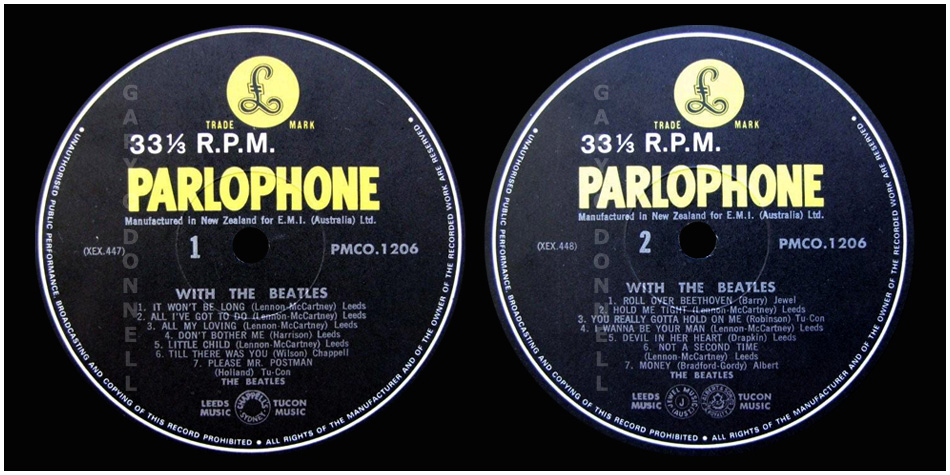 £
TRADE MARK
33⅓ R.P.M.
PARLOPHONE
Manufactured in New Zealand for E.M.I. (Australia) Ltd.
(XEX.447) 1 PMCO.1206
WITH THE BEATLES
1. IT WON'T BE LONG (Lennon-McCartney) Leeds
2. ALL I'VE GOT TO DO (Lennon-McCartney) Leeds
3. ALL MY LOVING (Lennon-McCartney) Leeds
4. DON'T BOTHER ME (Harrison) Leeds
5. LITTLE CHILD (Lennon-McCartney) Leeds
6. TILL THERE WAS YOU (Wilson) Chappell
7. PLEASE MR. POSTMAN
(Holland) Tu-Con
THE BEATLES
LEEDS MUSIC CHAPPELL SYDNEY TUCON MUSIC
UNAUTHORISED PUBLIC PERFORMANCE, BROADCASTING AND COPYING OF THIS RECORD PROHIBITED ● ALL RIGHTS OF THE MANUFACTURER AND OF THE OWNER OF THE RECORDED WORK ARE RESERVED ●
GARY O'DONNELL
£
TRADE MARK
33⅓ R.P.M.
PARLOPHONE
Manufactured in New Zealand for E.M.I. (Australia) Ltd.
(XEX.448) 2 PMCO.1206
WITH THE BEATLES
1. ROLL OVER BEETHOVEN (Barry) Jewel
2. HOLD ME TIGHT (Lennon-McCartney) Leeds
3. YOU REALLY GOTTA HOLD ON ME (Robinson) Tu-Con
4. I WANNA BE YOUR MAN (Lennon-McCartney) Leeds
5. DEVIL IN HER HEART (Drapkin) Leeds
6. NOT A SECOND TIME
(Lennon-McCartney) Leeds
7. MONEY (Bradford-Gordy) Albert
THE BEATLES
LEEDS MUSIC JEWEL MUSIC J (AUST) TUCON MUSIC
UNAUTHORISED PUBLIC PERFORMANCE, BROADCASTING AND COPYING OF THIS RECORD PROHIBITED ● ALL RIGHTS OF THE MANUFACTURER AND OF THE OWNER OF THE RECORDED WORK ARE RESERVED ●
GARY O'DONNELL